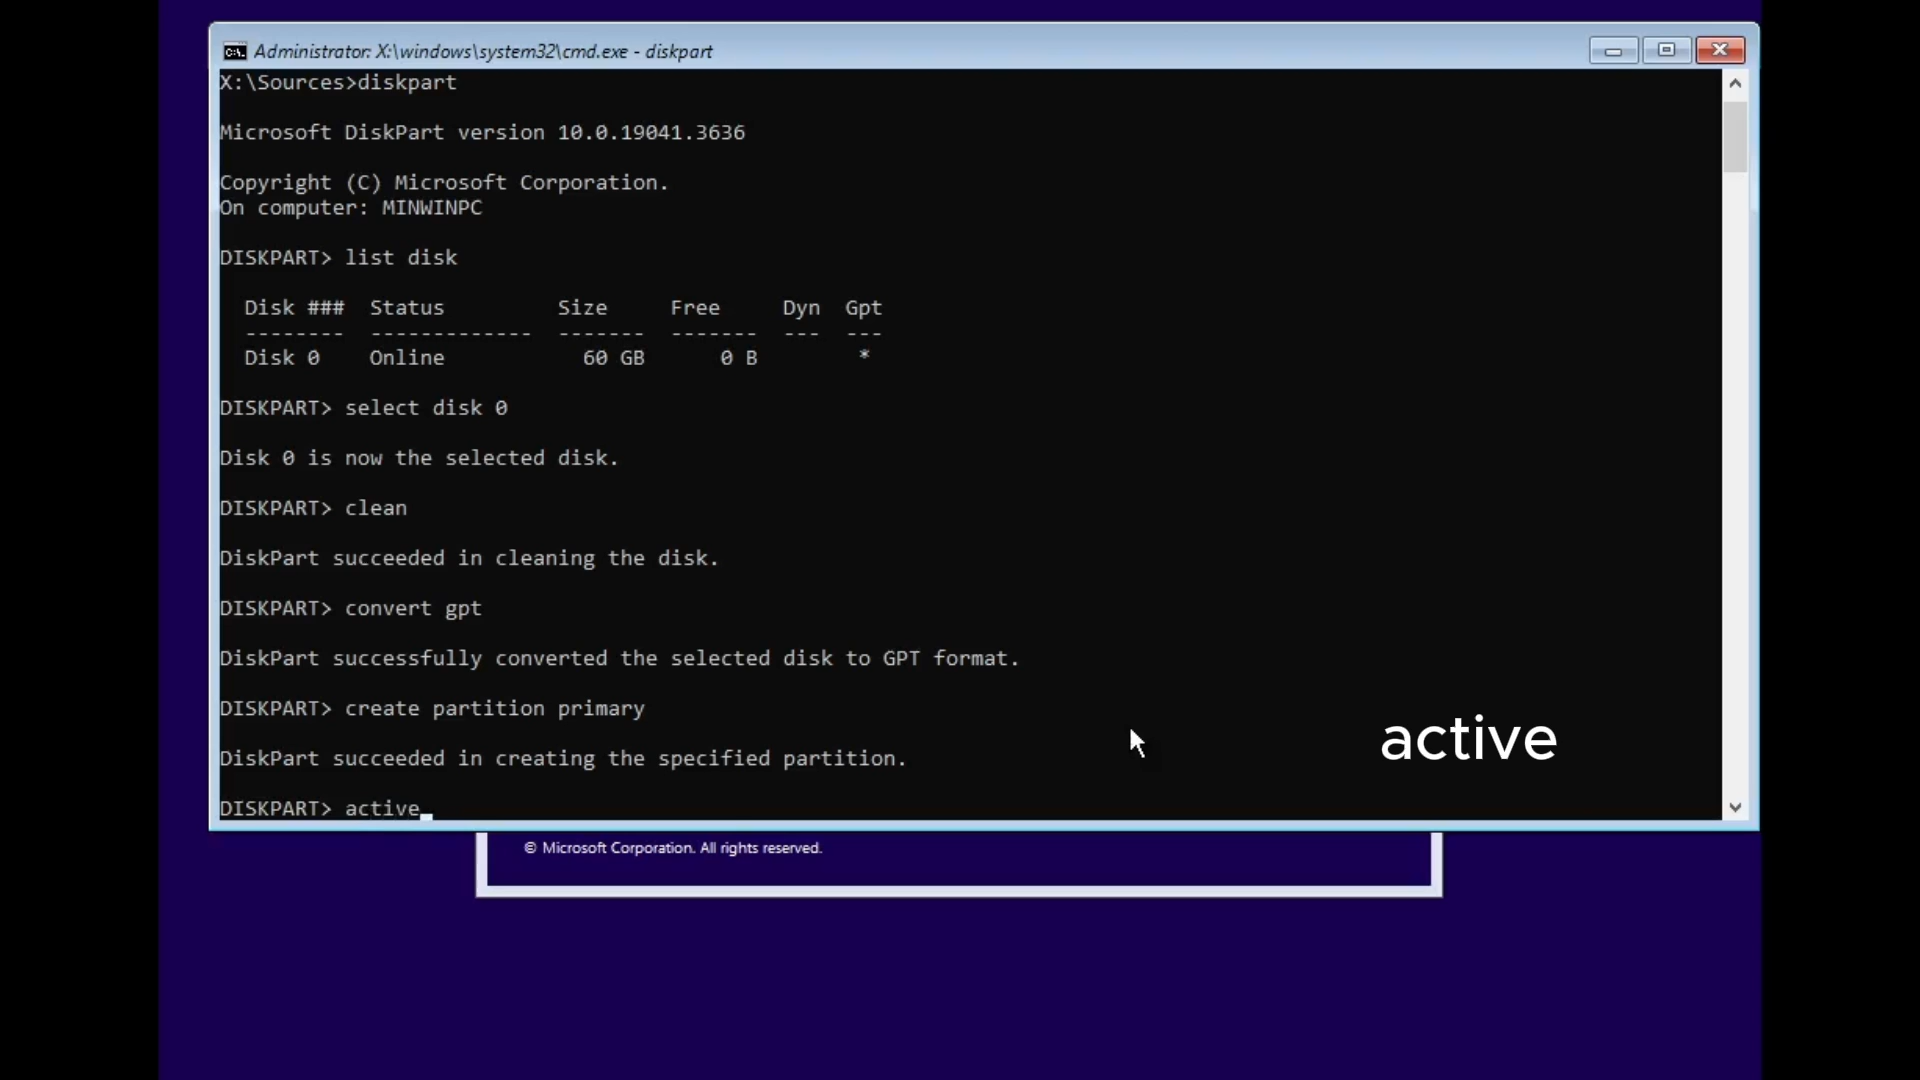 Administrator: X:\windows\system32\cmd.exe - diskpart
X:\Sources>diskpart
Microsoft DiskPart version 10.0.19041.3636
Copyright (C) Microsoft Corporation.
On computer: MINWINPC
DISKPART> list disk
Disk ### Status Size Free Dyn Gpt
-------- ------------- ------- ------- --- ---
Disk 0 Online 60 GB 0 B *
DISKPART> select disk 0
Disk 0 is now the selected disk.
DISKPART> clean
DiskPart succeeded in cleaning the disk.
DISKPART> convert gpt
DiskPart successfully converted the selected disk to GPT format.
DISKPART> create partition primary
DiskPart succeeded in creating the specified partition.
active
DISKPART> active_
© Microsoft Corporation. All rights reserved.